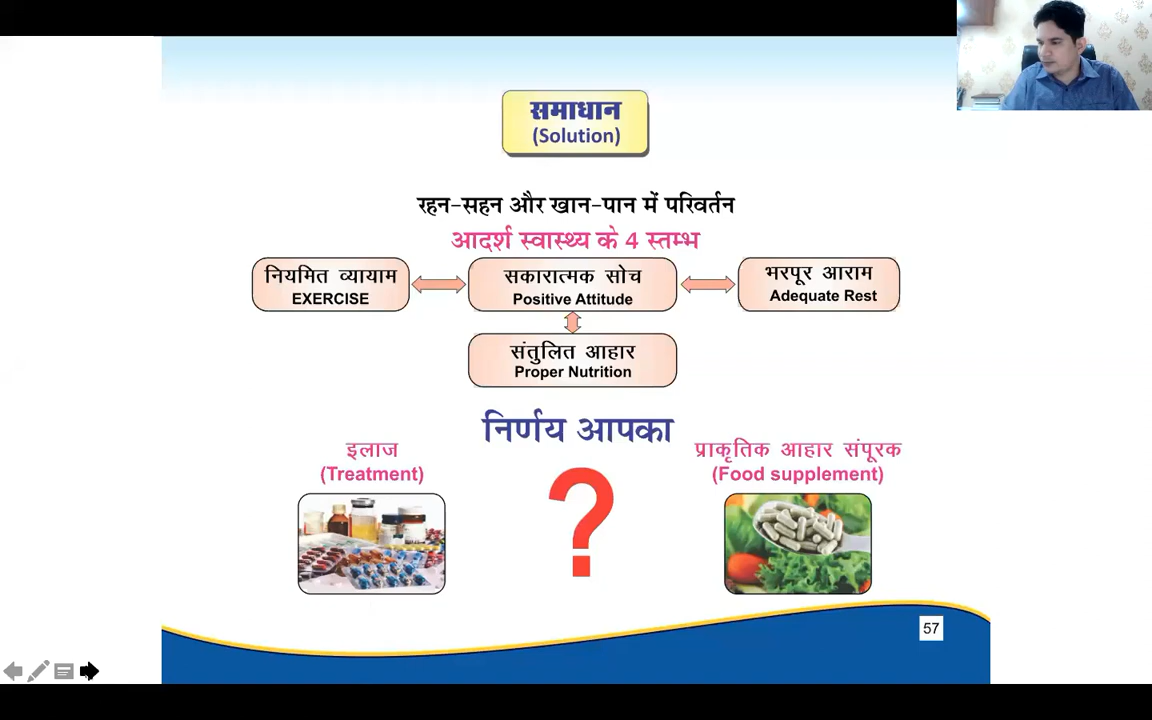 समाधान
(Solution)
रहन-सहन और खान-पान में परिवर्तन
आदर्श स्वास्थ्य के 4 स्तम्भ
नियमित व्यायाम
EXERCISE
सकारात्मक सोच
Positive Attitude
भरपूर आराम
Adequate Rest
संतुलित आहार
Proper Nutrition
निर्णय आपका
इलाज
(Treatment)
?
प्राकृतिक आहार संपूरक
(Food supplement)
57